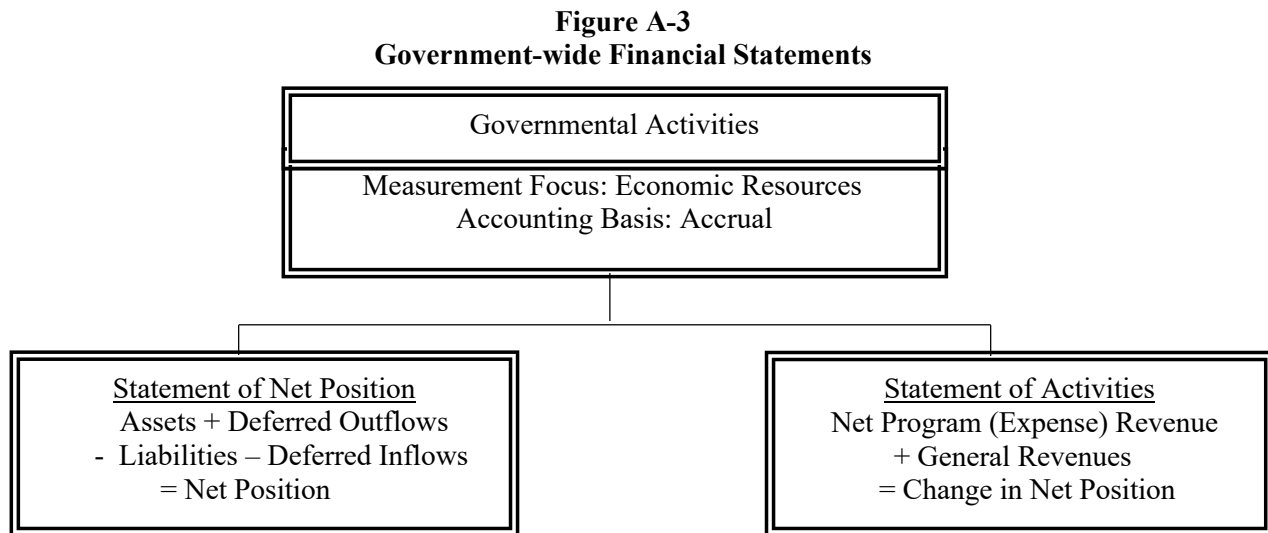 Figure A-3
Government-wide Financial Statements
Governmental Activities
Measurement Focus: Economic Resources
Accounting Basis: Accrual
Statement of Net Position
Assets + Deferred Outflows
- Liabilities – Deferred Inflows
= Net Position
Statement of Activities
Net Program (Expense) Revenue
+ General Revenues
= Change in Net Position